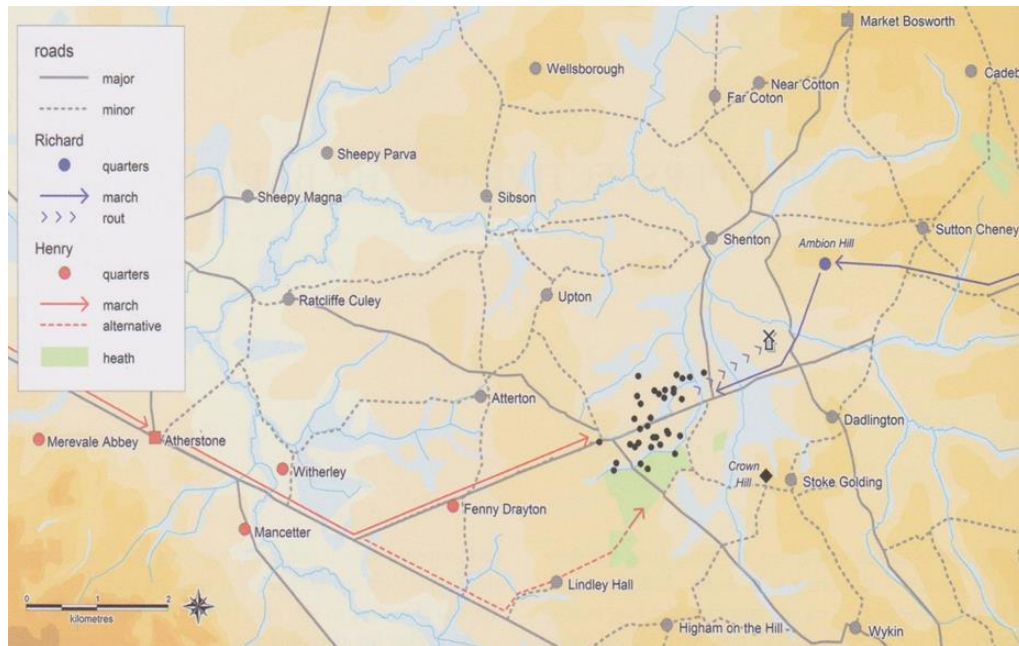 roads
major
minor
Richard
quarters
march
rout
Henry
quarters
march
alternative
heath
Market Bosworth
Wellsborough
Near Cotton
Cadeb
Far Coton
Sheepy Parva
Sheepy Magna
Sibson
Shenton
Ambion Hill
Sutton Cheney
Ratcliffe Culey
Upton
Atterton
Dadlington
Merevale Abbey
Atherstone
Witherley
Crown
Hill
Stoke Golding
Fenny Drayton
Mancetter
Lindley Hall
Higham on the Hill
Wykin
0 1 2
kilometres